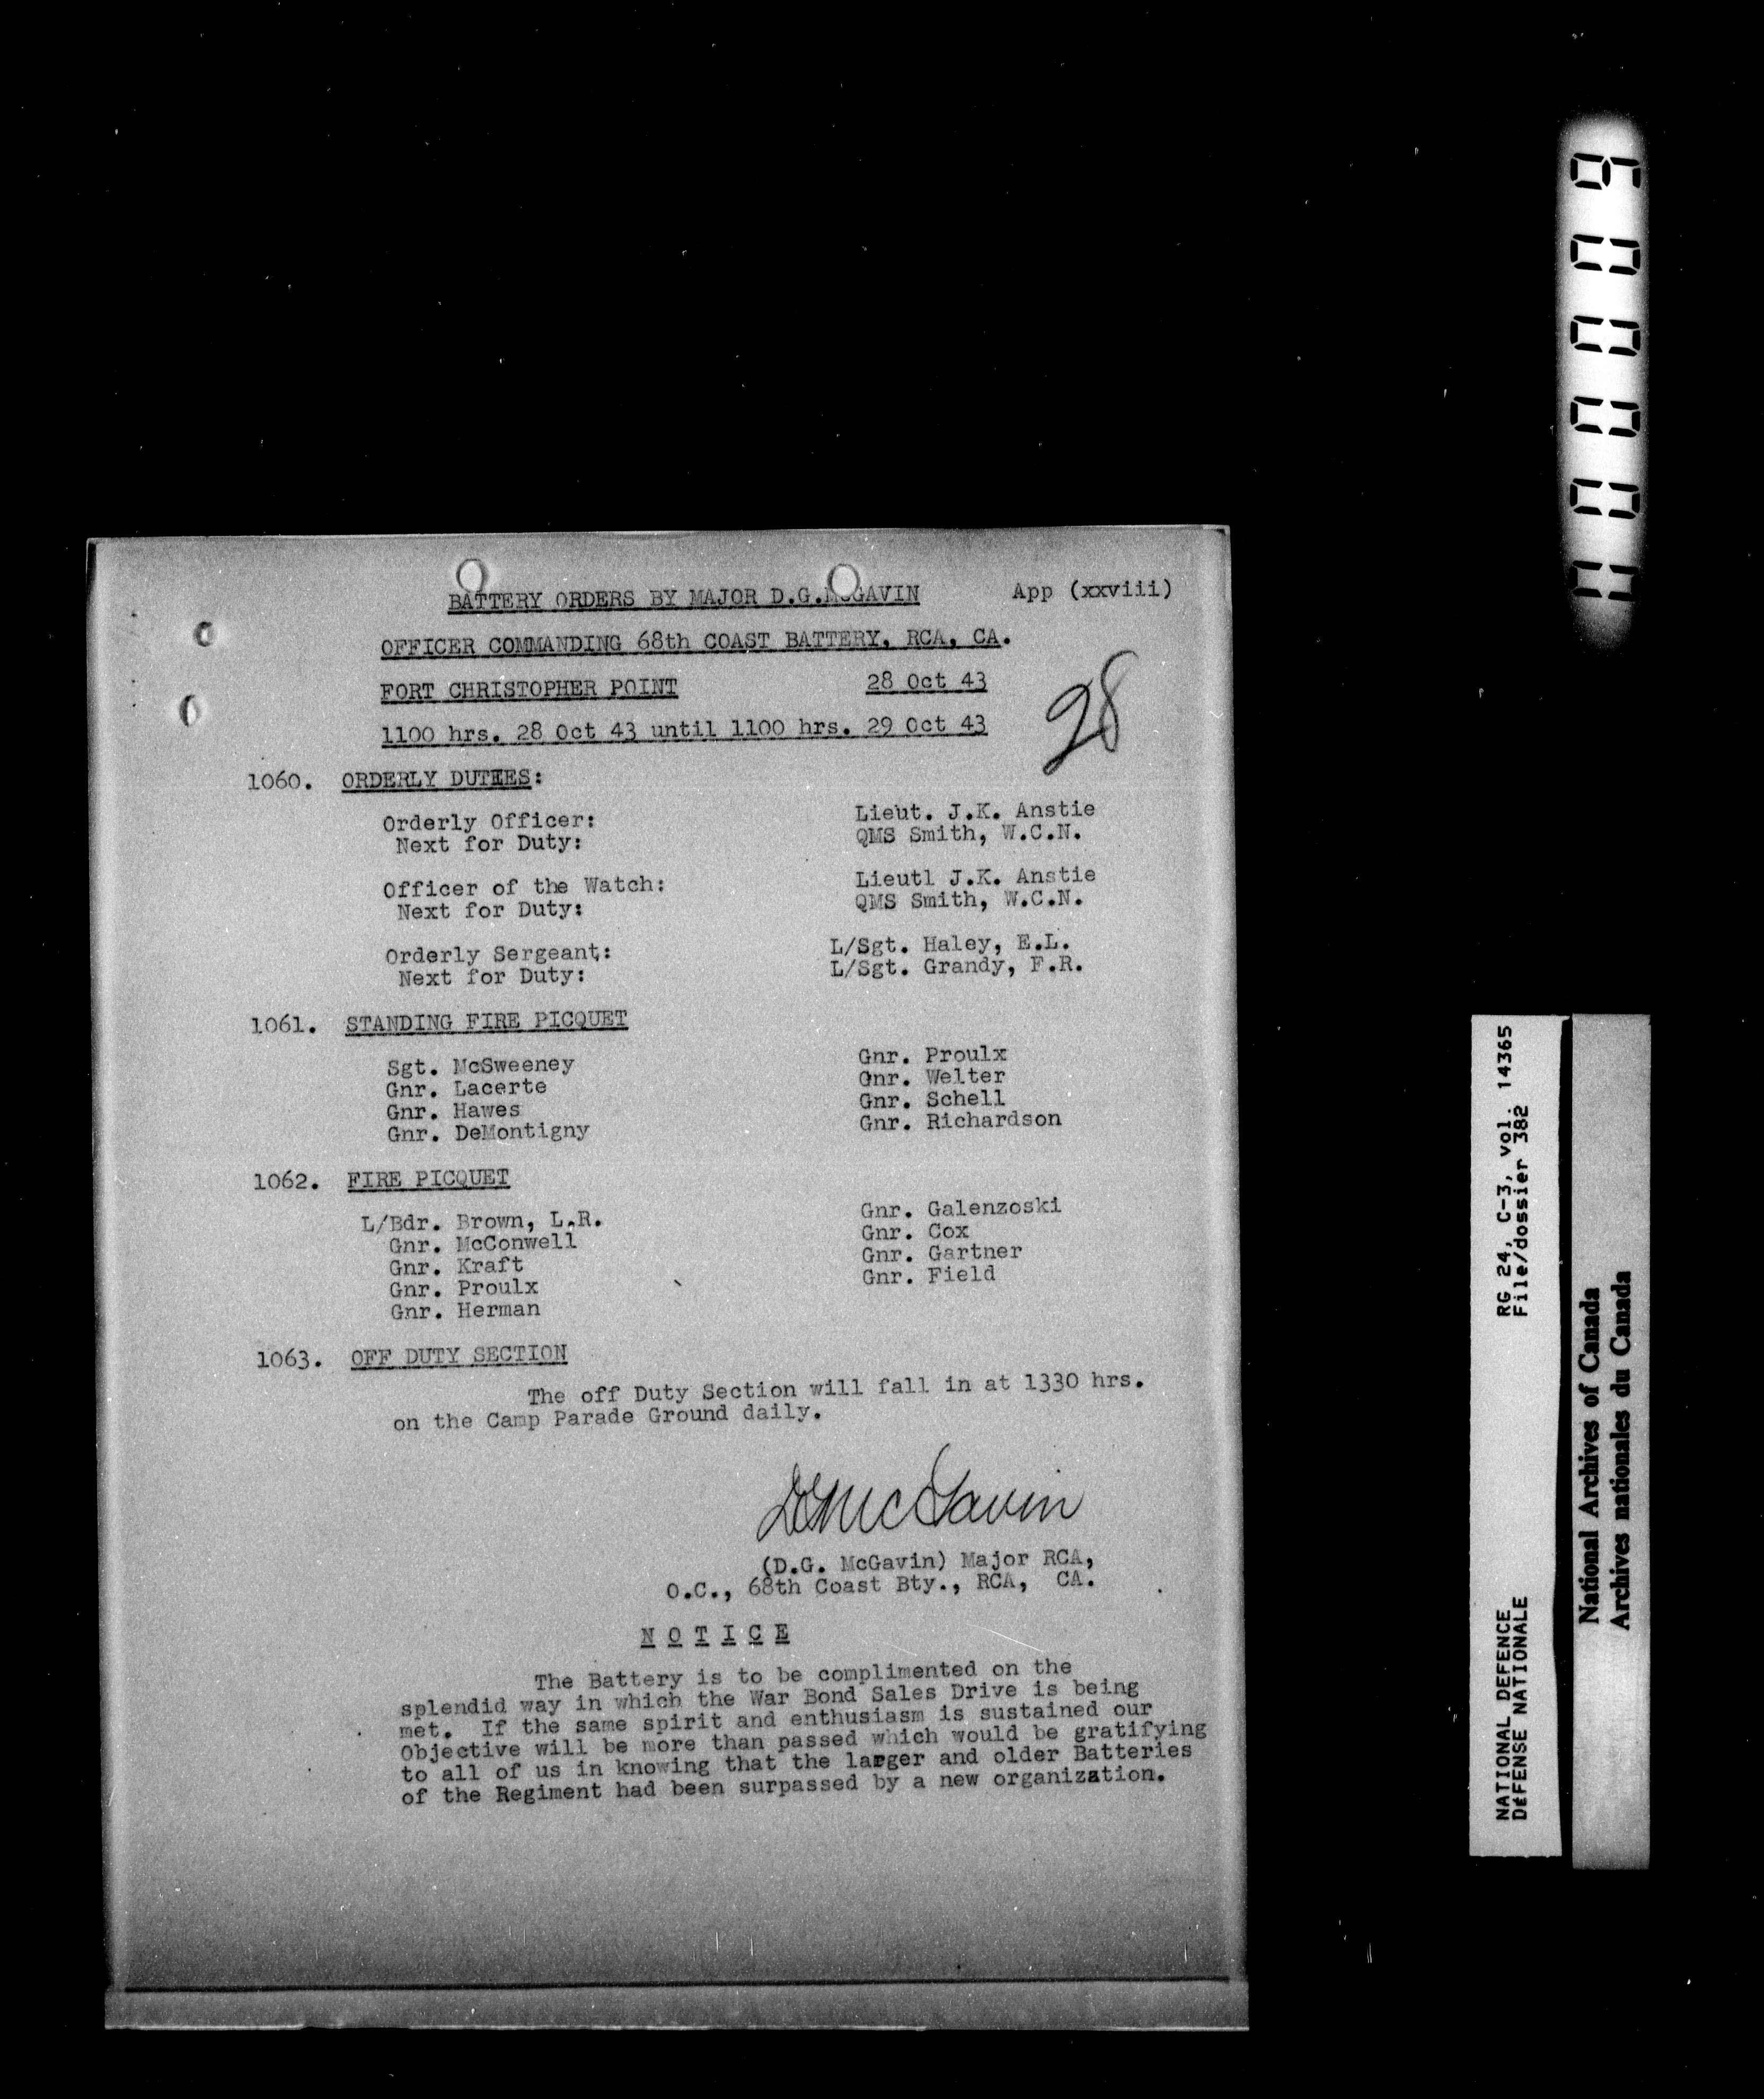 BATTERY ORDERS BY MAJOR D.G.McGAVIN App (xxviii)
OFFICER COMMANDING 68th COAST BATTERY, RCA, CA.
FORT CHRISTOPHER POINT 28 Oct 43
1100 hrs. 28 Oct 43 until 1100 hrs. 29 Oct 43
28
1060. ORDERLY DUTIES:
Orderly Officer: Lieut. J.K. Anstie
Next for Duty: QMS Smith, W.C.N.
Officer of the Watch: Lieutl J.K. Anstie
Next for Duty: QMS Smith, W.C.N.
Orderly Sergeant: L/Sgt. Haley, E.L.
Next for Duty: L/Sgt. Grandy, F.R.
1061. STANDING FIRE PICQUET
Sgt. McSweeney Gnr. Proulx
Gnr. Lacerte Gnr. Welter
Gnr. Hawes Gnr. Schell
Gnr. DeMontigny Gnr. Richardson
1062. FIRE PICQUET
L/Bdr. Brown, L.R. Gnr. Galenzoski
Gnr. McConwell Gnr. Cox
Gnr. Kraft Gnr. Gartner
Gnr. Proulx Gnr. Field
Gnr. Herman
1063. OFF DUTY SECTION
The off Duty Section will fall in at 1330 hrs.
on the Camp Parade Ground daily.
DGMcGavin
(D.G. McGavin) Major RCA,
O.C., 68th Coast Bty., RCA, CA.
N O T I C E
The Battery is to be complimented on the
splendid way in which the War Bond Sales Drive is being
met. If the same spirit and enthusiasm is sustained our
Objective will be more than passed which would be gratifying
to all of us in knowing that the larger and older Batteries
of the Regiment had been surpassed by a new organization.
000009
NATIONAL DEFENCE RG 24, C-3, vol. 14365
DÉFENSE NATIONALE File/dossier 382
National Archives of Canada
Archives nationales du Canada